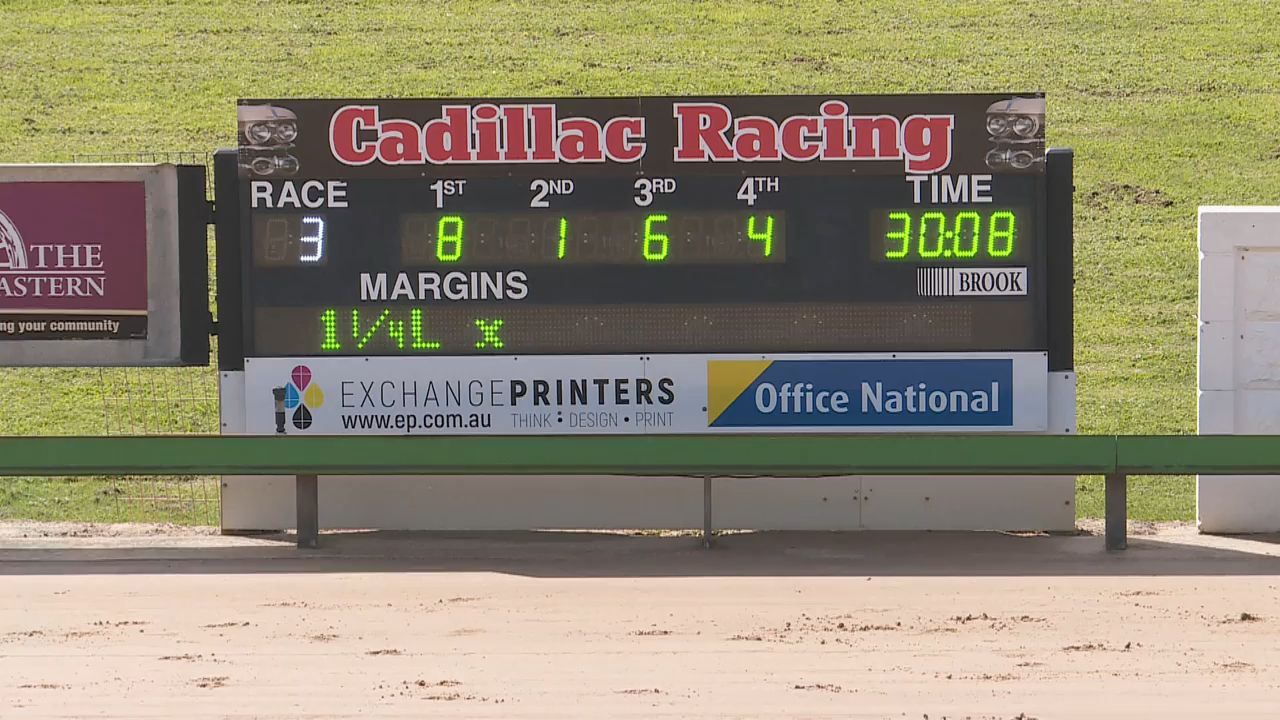 Cadillac Racing
RACE 1ST 2ND 3RD 4TH TIME
3 8 1 6 4 30:08
MARGINS
BROOK
1¼L x
THE
ASTERN
ng your community
EXCHANGEPRINTERS
www.ep.com.au THINK : DESIGN • PRINT
Office National